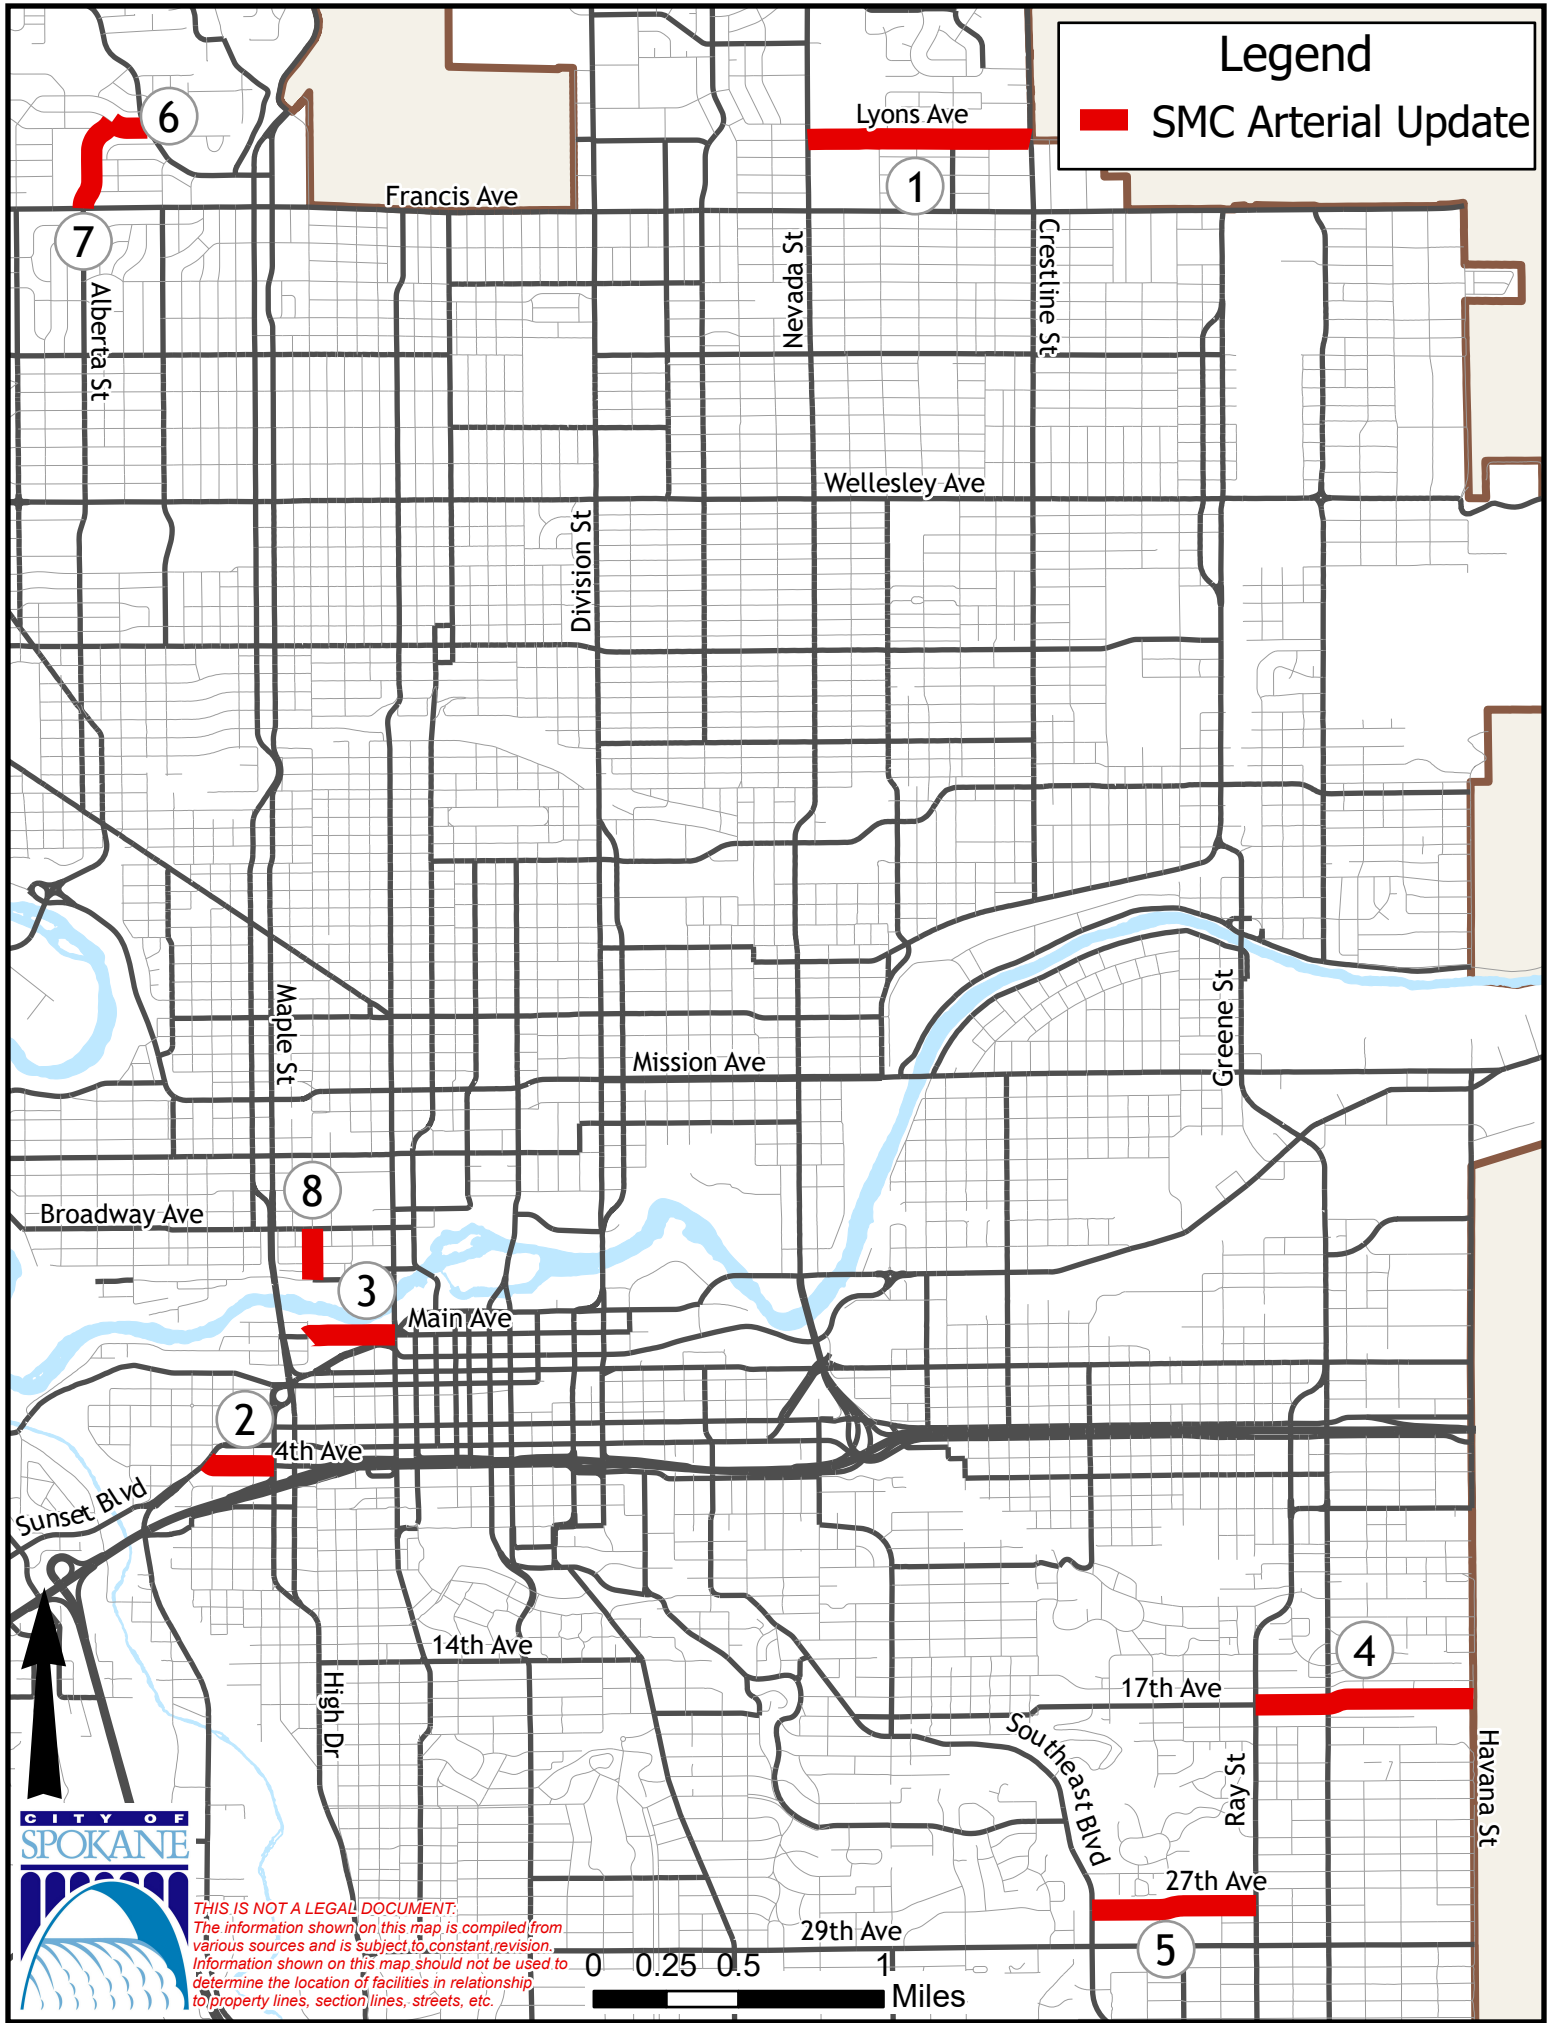 Legend
SMC Arterial Update
6
Lyons Ave
1
Francis Ave
7
Nevada St
Crestline St
Alberta St
Wellesley Ave
Division St
Maple St
Greene St
Mission Ave
8
Broadway Ave
3
Main Ave
2
4th Ave
Sunset Blvd
14th Ave
4
High Dr
17th Ave
Southeast Blvd
Ray St
Havana St
27th Ave
29th Ave
5
CITY OF
SPOKANE
THIS IS NOT A LEGAL DOCUMENT:
The information shown on this map is compiled from
various sources and is subject to constant revision.
Information shown on this map should not be used to
determine the location of facilities in relationship
to property lines, section lines, streets, etc.
0 0.25 0.5 1
Miles